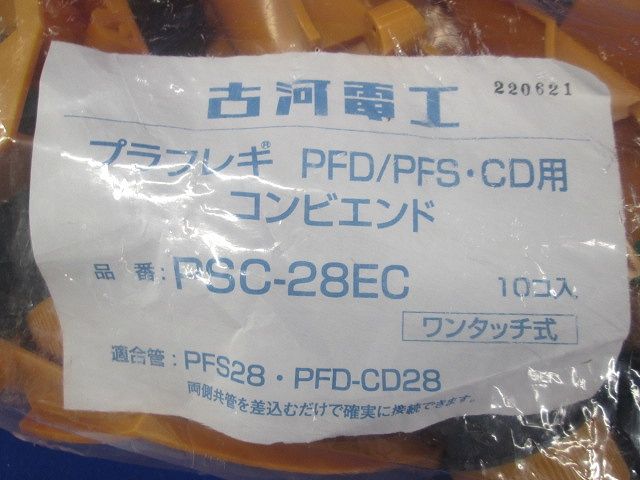 古河電工 220621
プラフレキ® PFD/PFS・CD用
コンビエンド
品番:PSC-28EC 10コ入
ワンタッチ式
適合管:PFS28・PFD-CD28
両側共管を差込むだけで確実に接続できます。